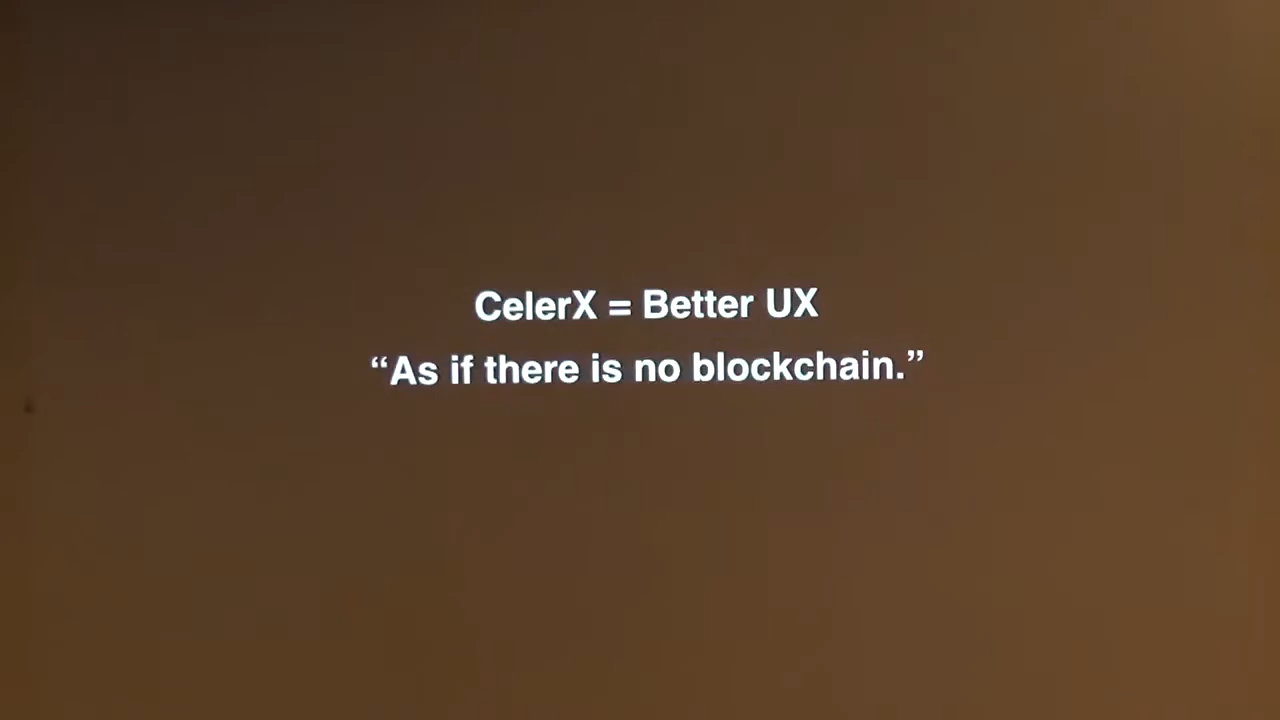 CelerX = Better UX
“As if there is no blockchain.”